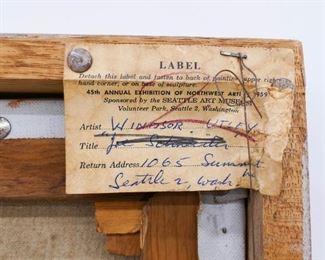 LABEL
Detach this label and fasten to back of painting, upper right
hand corner, or on base of sculpture.
45th ANNUAL EXHIBITION OF NORTHWEST ARTISTS 1959
Sponsored by the SEATTLE ART MUSEUM
Volunteer Park, Seattle 2, Washington
Artist WINDSOR UTLEY
Title
Return Address 1065 Summit
Seattle 2, Wash